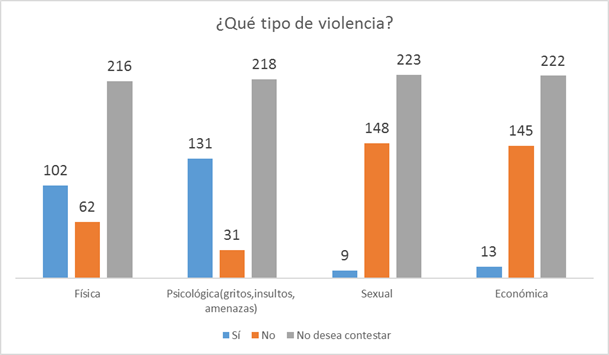 ¿Qué tipo de violencia?
216 218 223 222
102 62 131 31 9 148 13 145
Física Psicológica(gritos,insultos, amenazas) Sexual Económica
Sí No No desea contestar